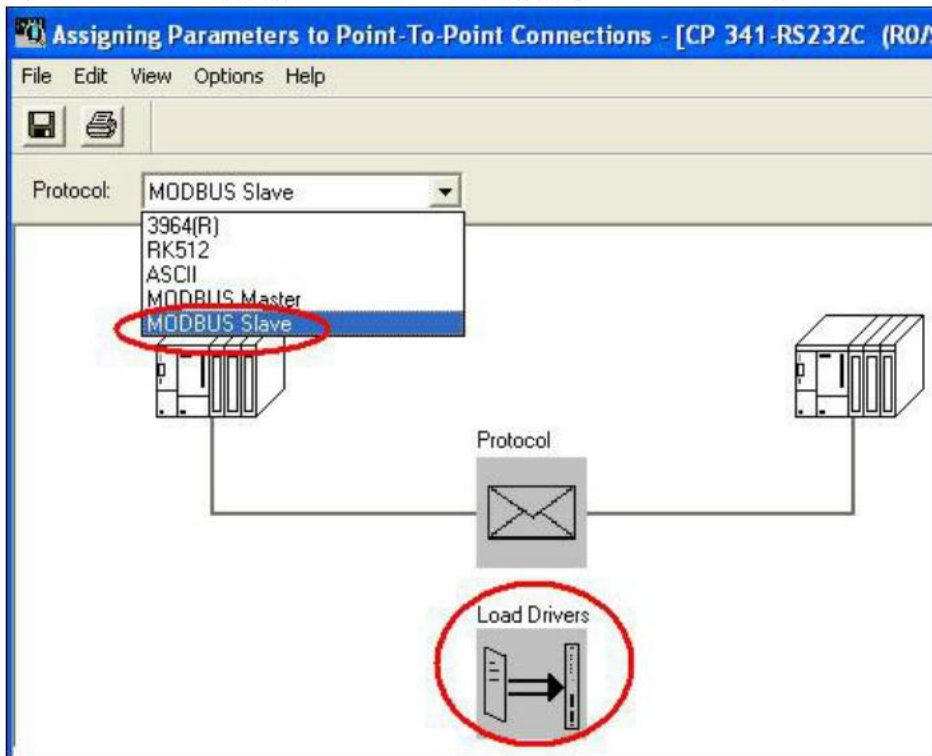 Assigning Parameters to Point-To-Point Connections - [CP 341-RS232C (R0/S
File Edit View Options Help
Protocol: MODBUS Slave
3964(R)
RK512
ASCII
MODBUS Master
MODBUS Slave
Protocol
Load Drivers